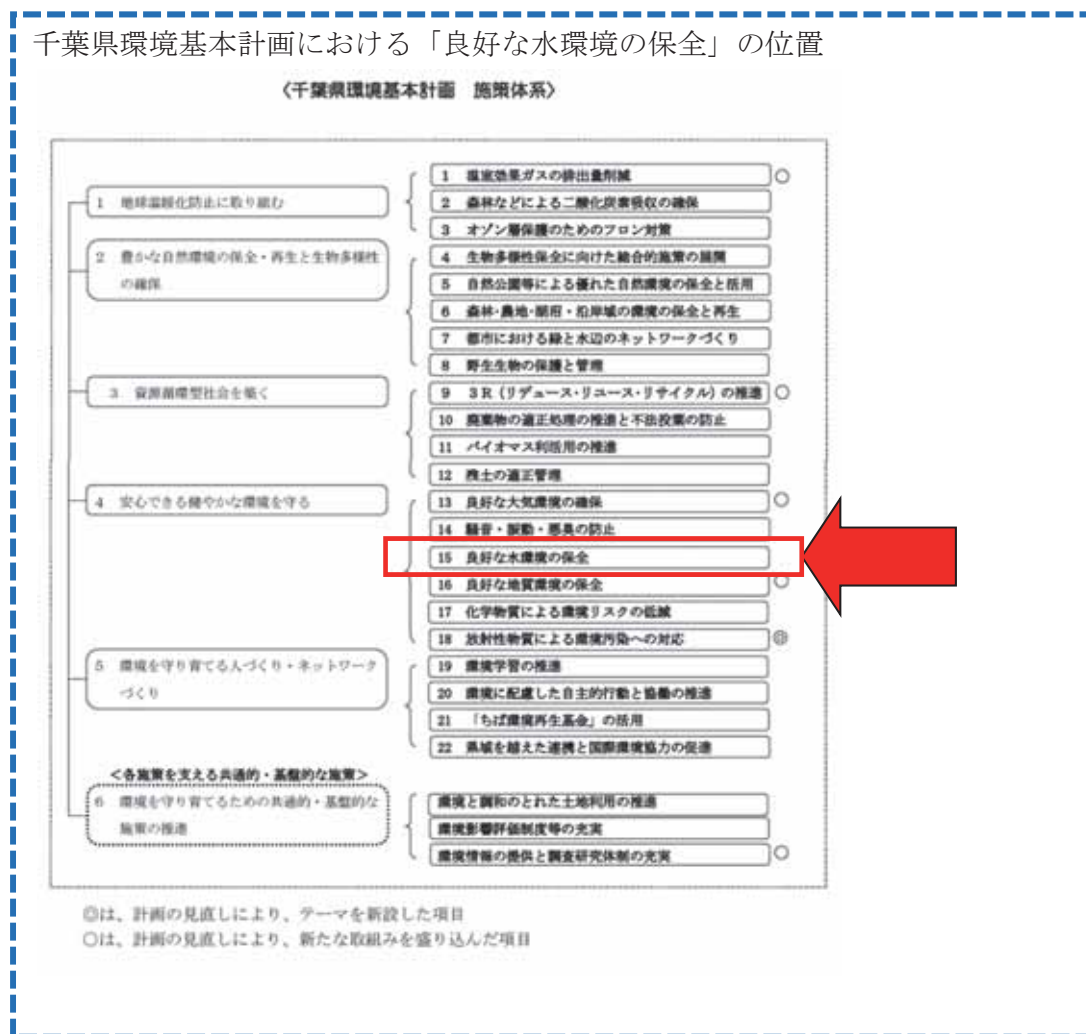 千葉県環境基本計画における「良好な水環境の保全」の位置
〈千葉県環境基本計画　施策体系〉
1　地球温暖化防止に取り組む
1　温室効果ガスの排出量削減　○
2　森林などによる二酸化炭素吸収の確保
3　オゾン層保護のためのフロン対策
2　豊かな自然環境の保全・再生と生物多様性
の確保
4　生物多様性保全に向けた総合的施策の展開
5　自然公園等による優れた自然環境の保全と活用
6　森林・農地・湖沼・沿岸域の環境の保全と再生
7　都市における緑と水辺のネットワークづくり
8　野生生物の保護と管理
3　資源循環型社会を築く
9　3R（リデュース・リユース・リサイクル）の推進　○
10　廃棄物の適正処理の推進と不法投棄の防止
11　バイオマス利活用の推進
12　残土の適正管理
4　安心できる健やかな環境を守る
13　良好な大気環境の確保　○
14　騒音・振動・悪臭の防止
15　良好な水環境の保全
16　良好な地質環境の保全　○
17　化学物質による環境リスクの低減
18　放射性物質による環境汚染への対応　◎
5　環境を守り育てる人づくり・ネットワーク
づくり
19　環境学習の推進
20　環境に配慮した自主的行動と協働の推進
21　「ちば環境再生基金」の活用
22　県域を越えた連携と国際環境協力の促進
＜各施策を支える共通的・基盤的な施策＞
6　環境を守り育てるための共通的・基盤的な
施策の推進
環境と調和のとれた土地利用の推進
環境影響評価制度等の充実
環境情報の提供と調査研究体制の充実　○
◎は、計画の見直しにより、テーマを新設した項目
○は、計画の見直しにより、新たな取組みを盛り込んだ項目